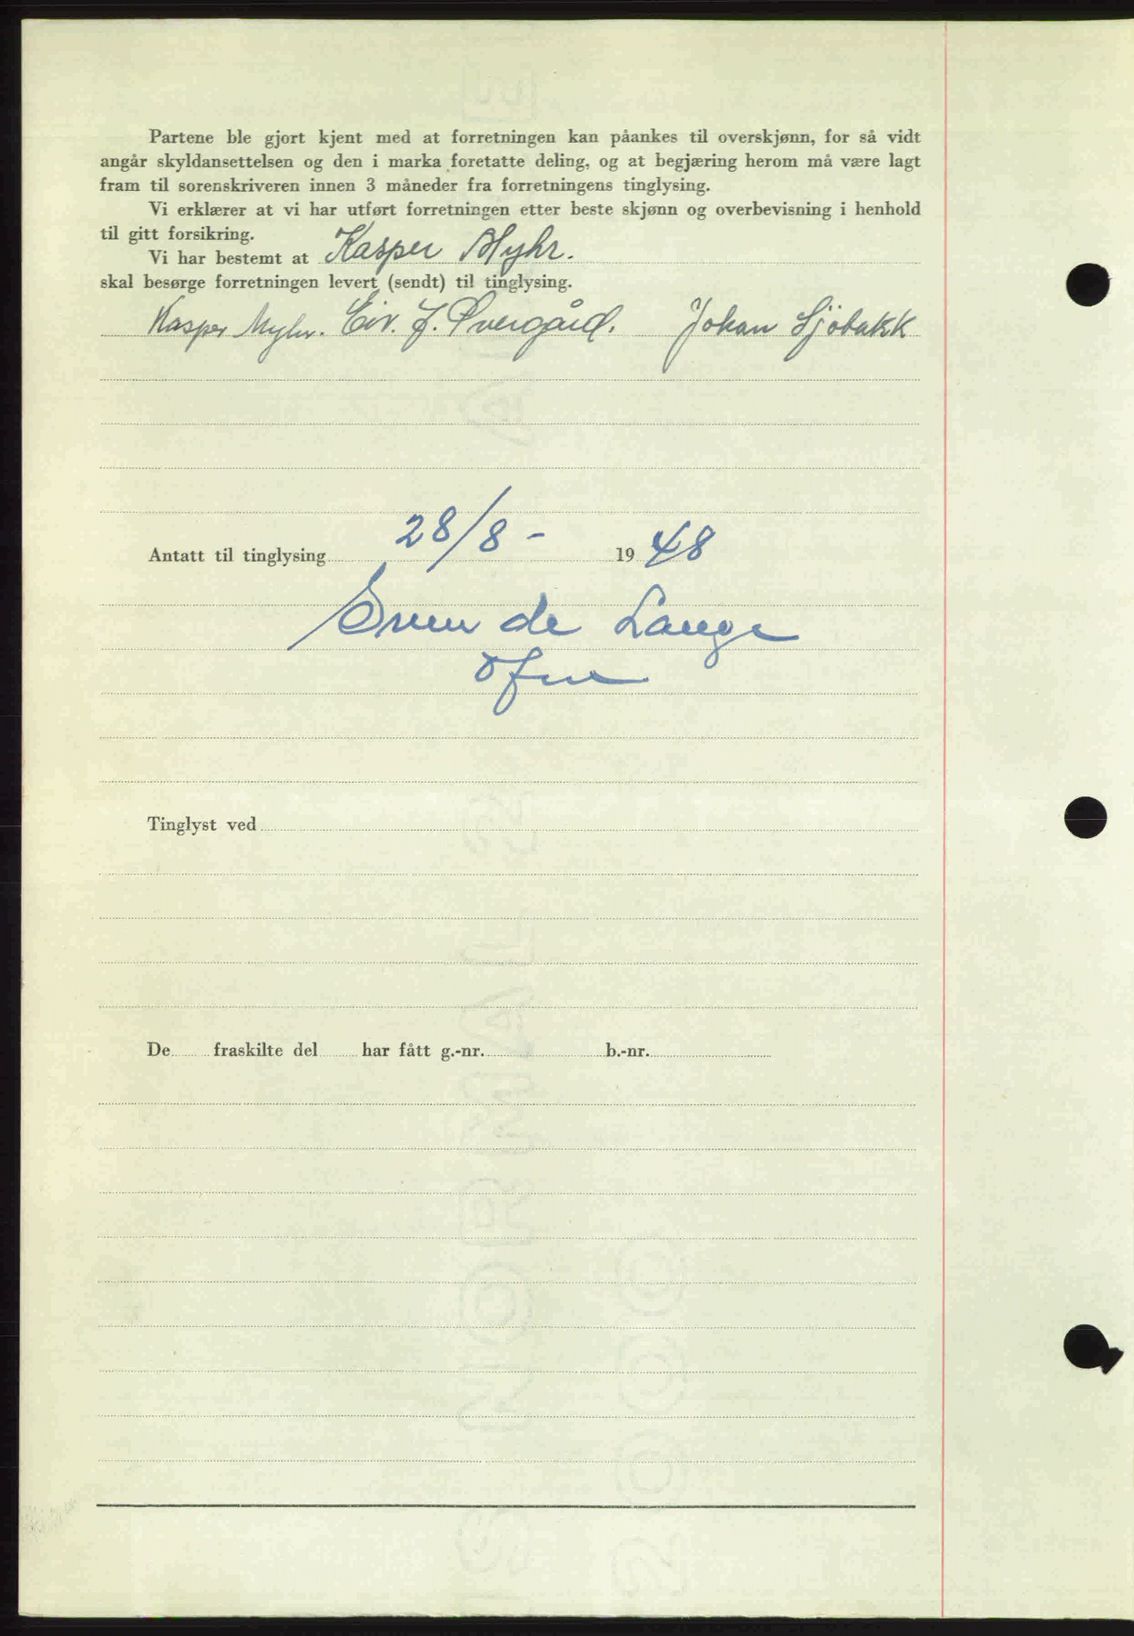 Partene ble gjort kjent med at forretningen kan påankes til overskjønn, for så vidt
angår skyldansettelsen og den i marka foretatte deling, og at begjæring herom må være lagt
fram til sorenskriveren innen 3 måneder fra forretningens tinglysing.
Vi erklærer at vi har utført forretningen etter beste skjønn og overbevisning i henhold
til gitt forsikring.
Vi har bestemt at Kasper Myhr.
skal besørge forretningen levert (sendt) til tinglysing.
Kasper Myhr. Eiv. J. Øvergård. Johan Sjöbakk
Antatt til tinglysing 28/8- 1948
Sven de Lange
Tinglyst ved
De fraskilte del har fått g.-nr. b.-nr.